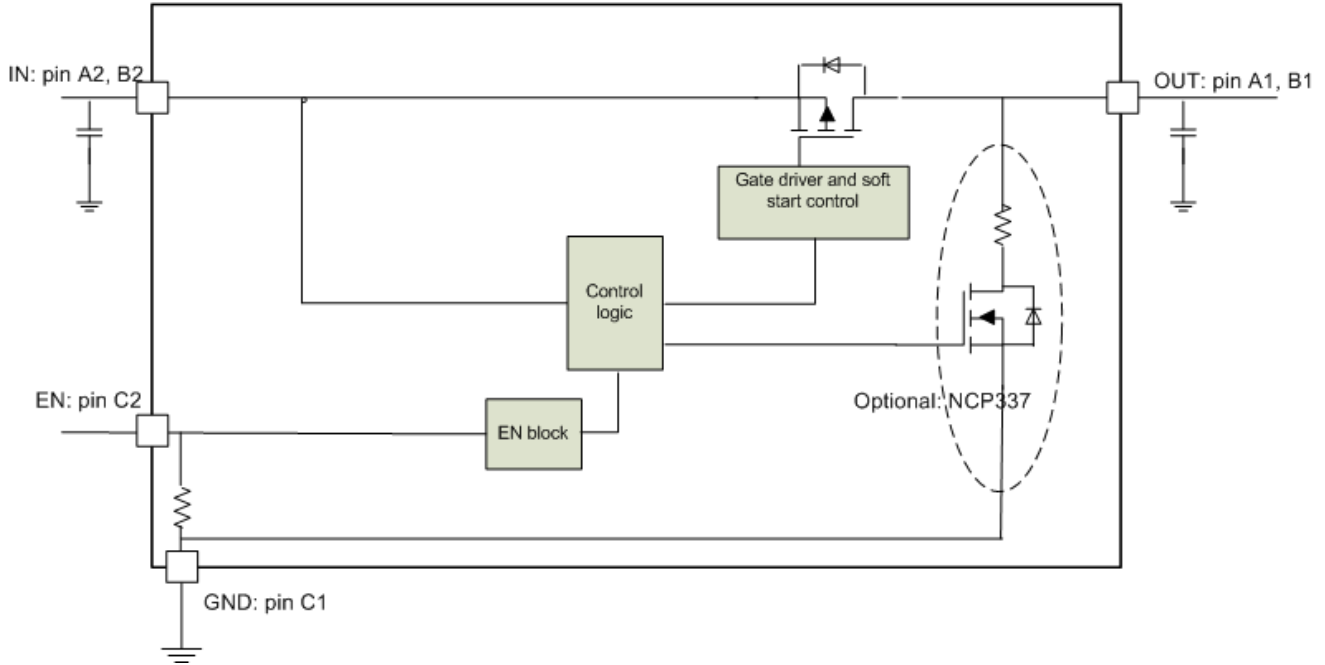 IN: pin A2, B2
OUT: pin A1, B1
Gate driver and soft
start control
Control
logic
EN: pin C2
Optional: NCP337
EN block
GND: pin C1